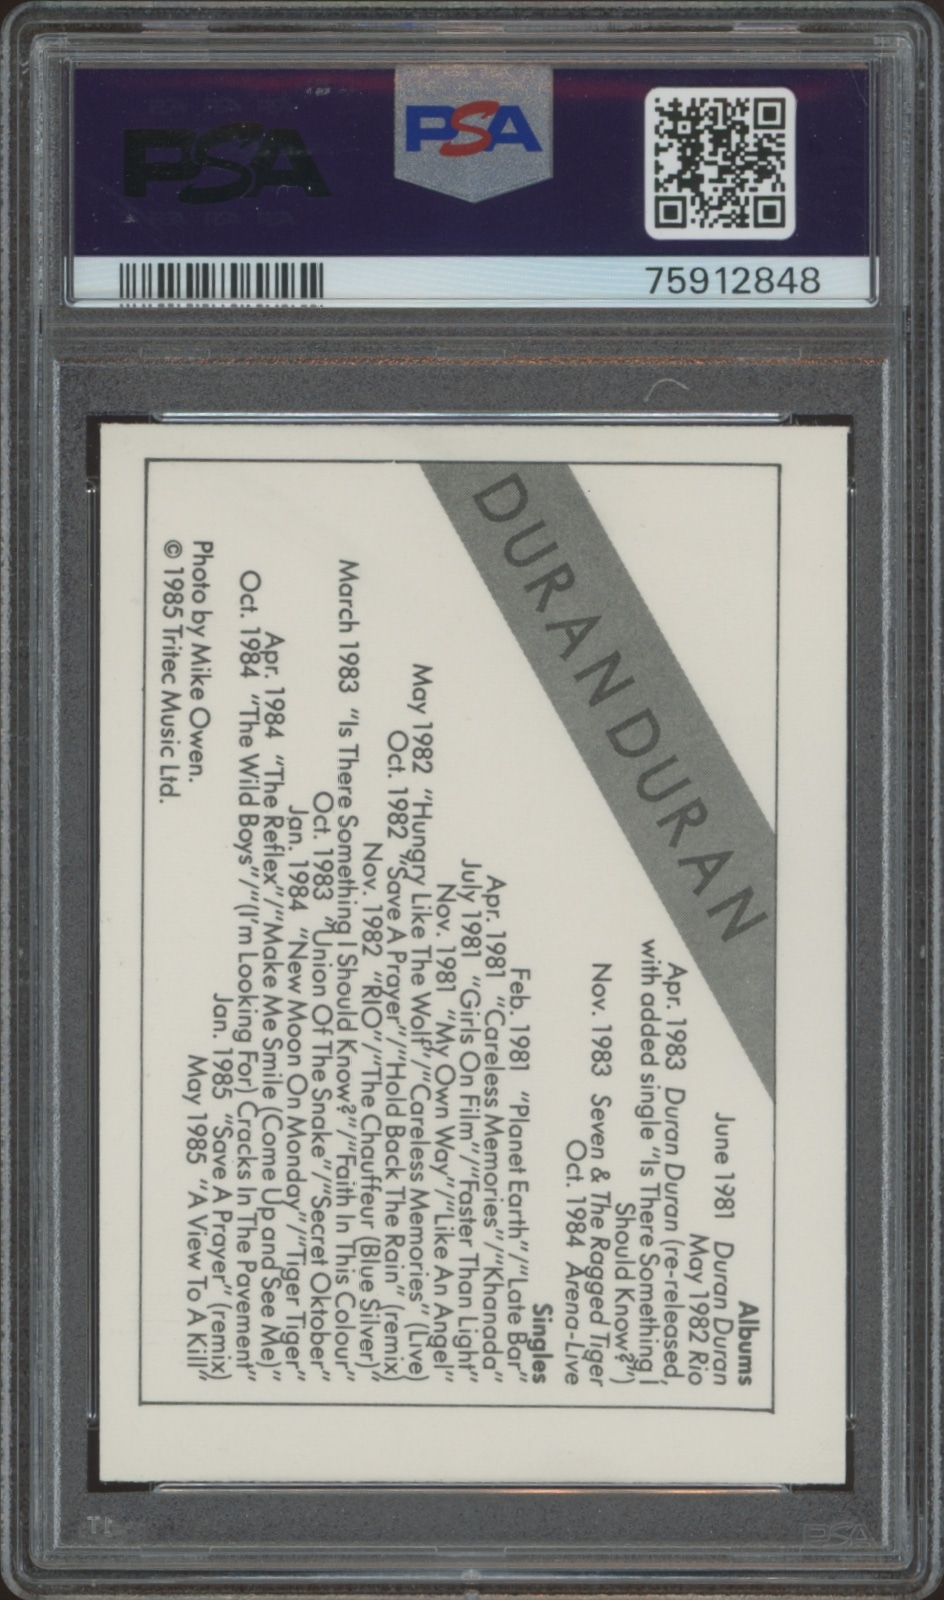 PSA
PSA
75912848
DURAN DURAN
Albums
June 1981 Duran Duran
May 1982 Rio
Apr. 1983 Duran Duran (re-released,
with added single "Is There Something I
Should Know?")
Nov. 1983 Seven & The Ragged Tiger
Oct. 1984 Arena-Live
Singles
Feb. 1981 "Planet Earth"/"Late Bar"
Apr. 1981 "Careless Memories"/"Khanada"
July 1981 "Girls On Film"/"Faster Than Light"
Nov. 1981 "My Own Way"/"Like An Angel"
May 1982 "Hungry Like The Wolf"/"Careless Memories" (Live)
Oct. 1982 "Save A Prayer"/"Hold Back The Rain" (remix)
Nov. 1982 "RIO"/"The Chauffeur (Blue Silver)"
March 1983 "Is There Something I Should Know?"/"Faith In This Colour"
Oct. 1983 "Union Of The Snake"/"Secret Oktober"
Jan. 1984 "New Moon On Monday"/"Tiger Tiger"
Apr. 1984 "The Reflex"/"Make Me Smile (Come Up and See Me)"
Oct. 1984 "The Wild Boys"/"(I'm Looking For) Cracks In The Pavement"
Jan. 1985 "Save A Prayer" (remix)
May 1985 "A View To A Kill"
Photo by Mike Owen.
© 1985 Tritec Music Ltd.
PSA